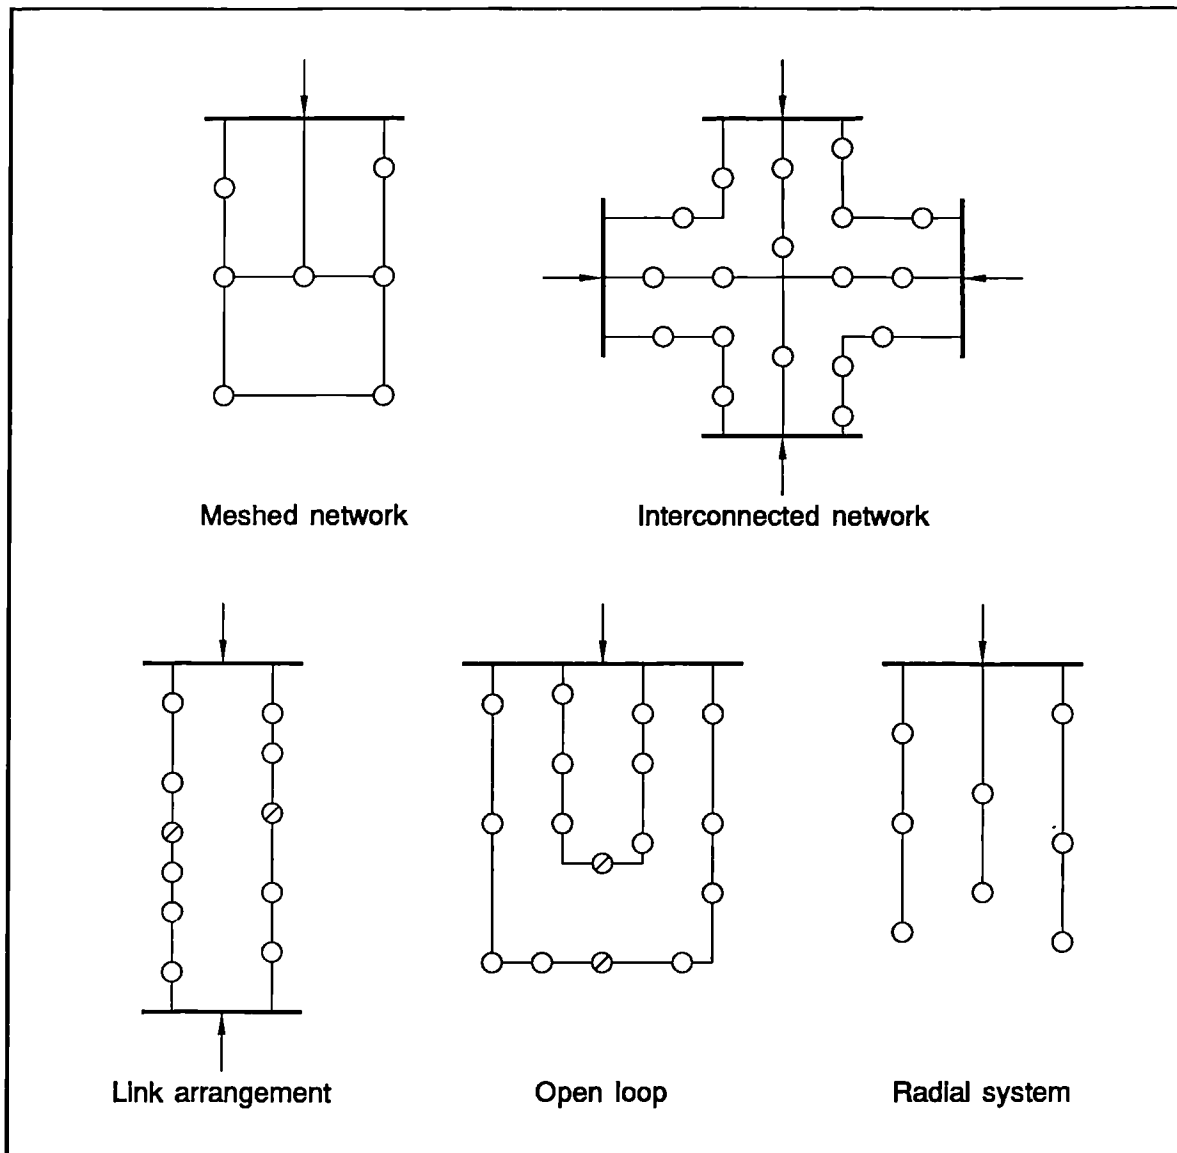 Meshed network
Interconnected network
Link arrangement
Open loop
Radial system